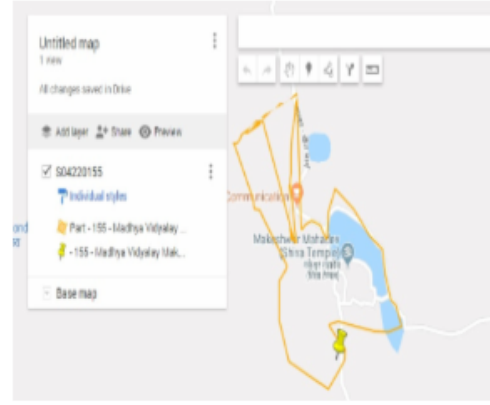 Untitled map
1 view
All changes saved in Drive
Add layer Share Preview
S04220155
Individual styles
Part - 155 - Madhya Vidyalay ...
- 155 - Madhya Vidyalay Mak...
Base map
Communication
Makeshwar Mahadev
(Shiva Temple)